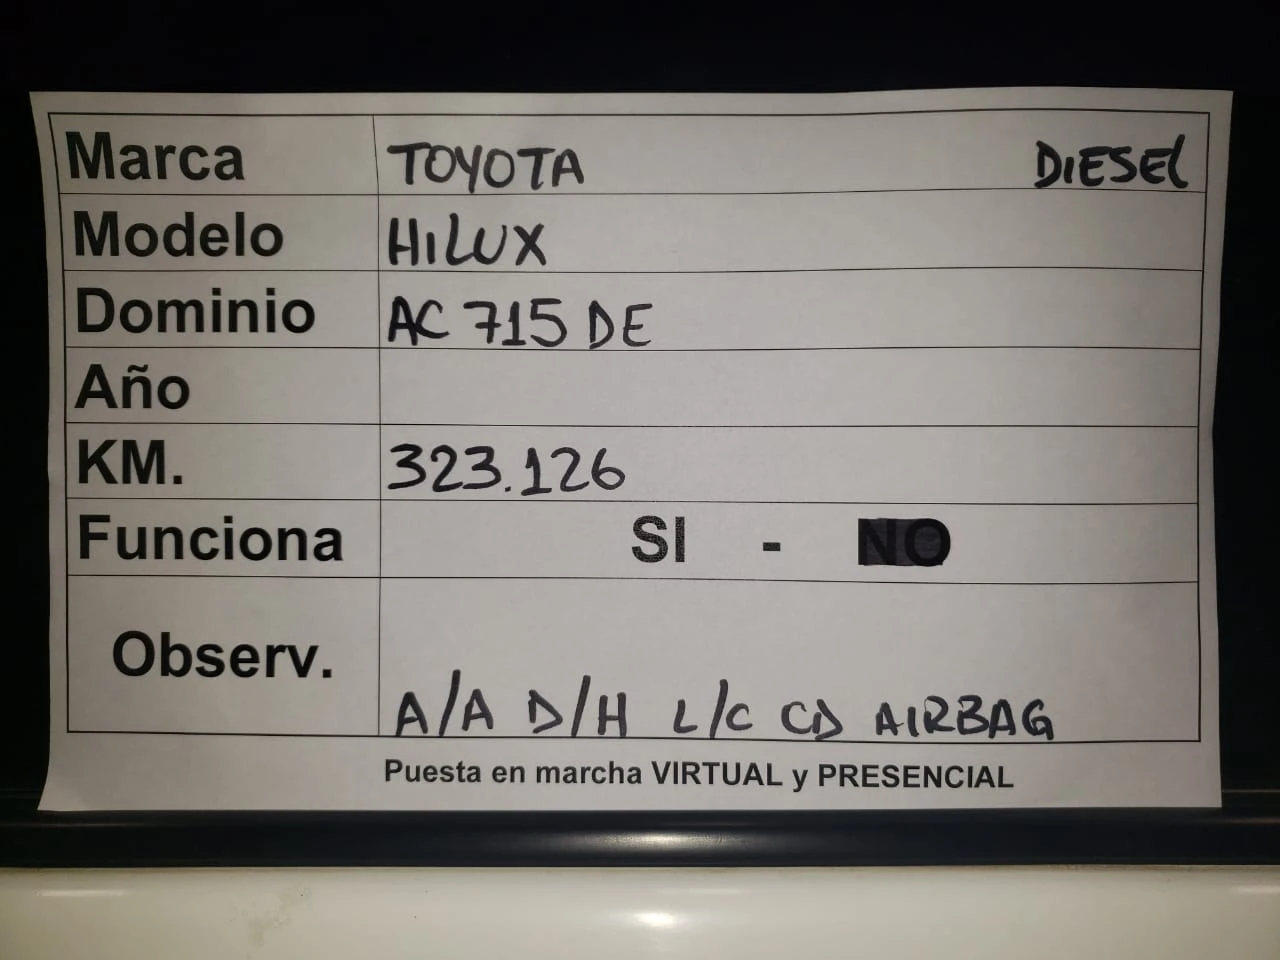 Marca TOYOTA DIESEL
Modelo HILUX
Dominio AC 715 DE
Año
KM. 323.126
Funciona SI - NO
Observ. A/A D/H L/C CD AIRBAG
Puesta en marcha VIRTUAL y PRESENCIAL